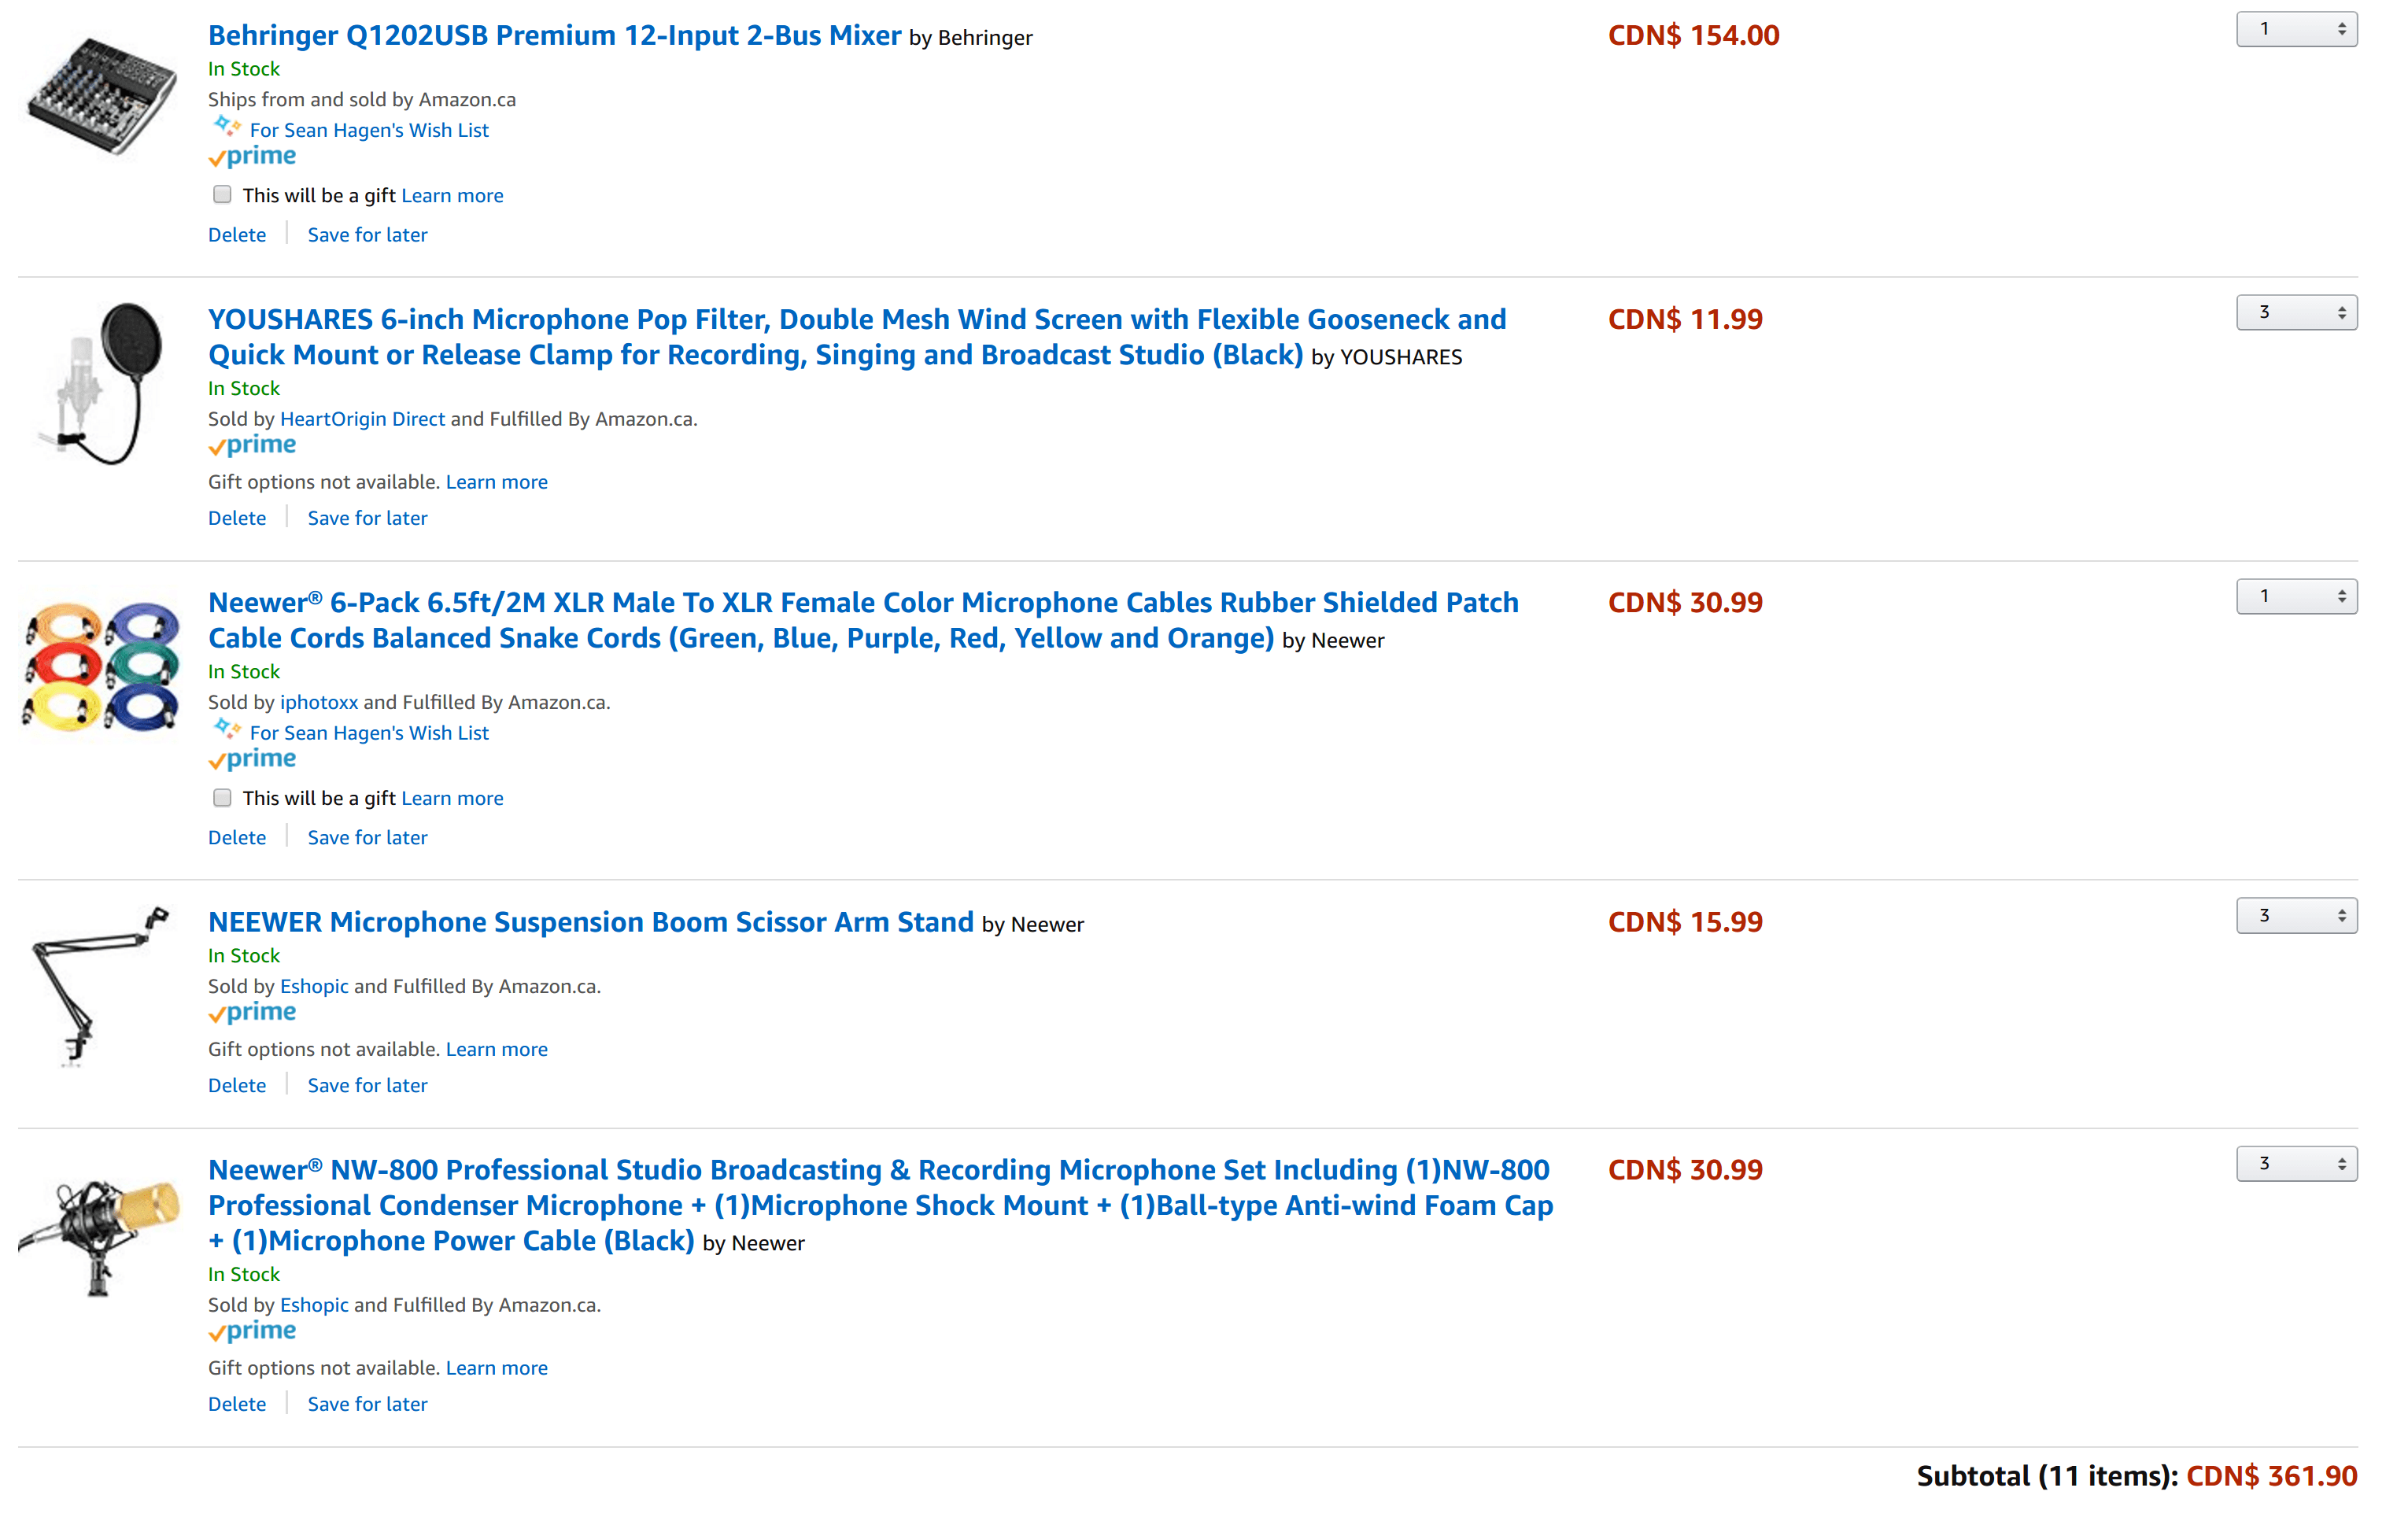 Behringer Q1202USB Premium 12-Input 2-Bus Mixer by Behringer CDN$ 154.00 1
In Stock
Ships from and sold by Amazon.ca
For Sean Hagen's Wish List
prime
This will be a gift Learn more
Delete Save for later
YOUSHARES 6-inch Microphone Pop Filter, Double Mesh Wind Screen with Flexible Gooseneck and CDN$ 11.99 3
Quick Mount or Release Clamp for Recording, Singing and Broadcast Studio (Black) by YOUSHARES
In Stock
Sold by HeartOrigin Direct and Fulfilled By Amazon.ca.
prime
Gift options not available. Learn more
Delete Save for later
Neewer® 6-Pack 6.5ft/2M XLR Male To XLR Female Color Microphone Cables Rubber Shielded Patch CDN$ 30.99 1
Cable Cords Balanced Snake Cords (Green, Blue, Purple, Red, Yellow and Orange) by Neewer
In Stock
Sold by iphotoxx and Fulfilled By Amazon.ca.
For Sean Hagen's Wish List
prime
This will be a gift Learn more
Delete Save for later
NEEWER Microphone Suspension Boom Scissor Arm Stand by Neewer CDN$ 15.99 3
In Stock
Sold by Eshopic and Fulfilled By Amazon.ca.
prime
Gift options not available. Learn more
Delete Save for later
Neewer® NW-800 Professional Studio Broadcasting & Recording Microphone Set Including (1)NW-800 CDN$ 30.99 3
Professional Condenser Microphone + (1)Microphone Shock Mount + (1)Ball-type Anti-wind Foam Cap
+ (1)Microphone Power Cable (Black) by Neewer
In Stock
Sold by Eshopic and Fulfilled By Amazon.ca.
prime
Gift options not available. Learn more
Delete Save for later
Subtotal (11 items): CDN$ 361.90